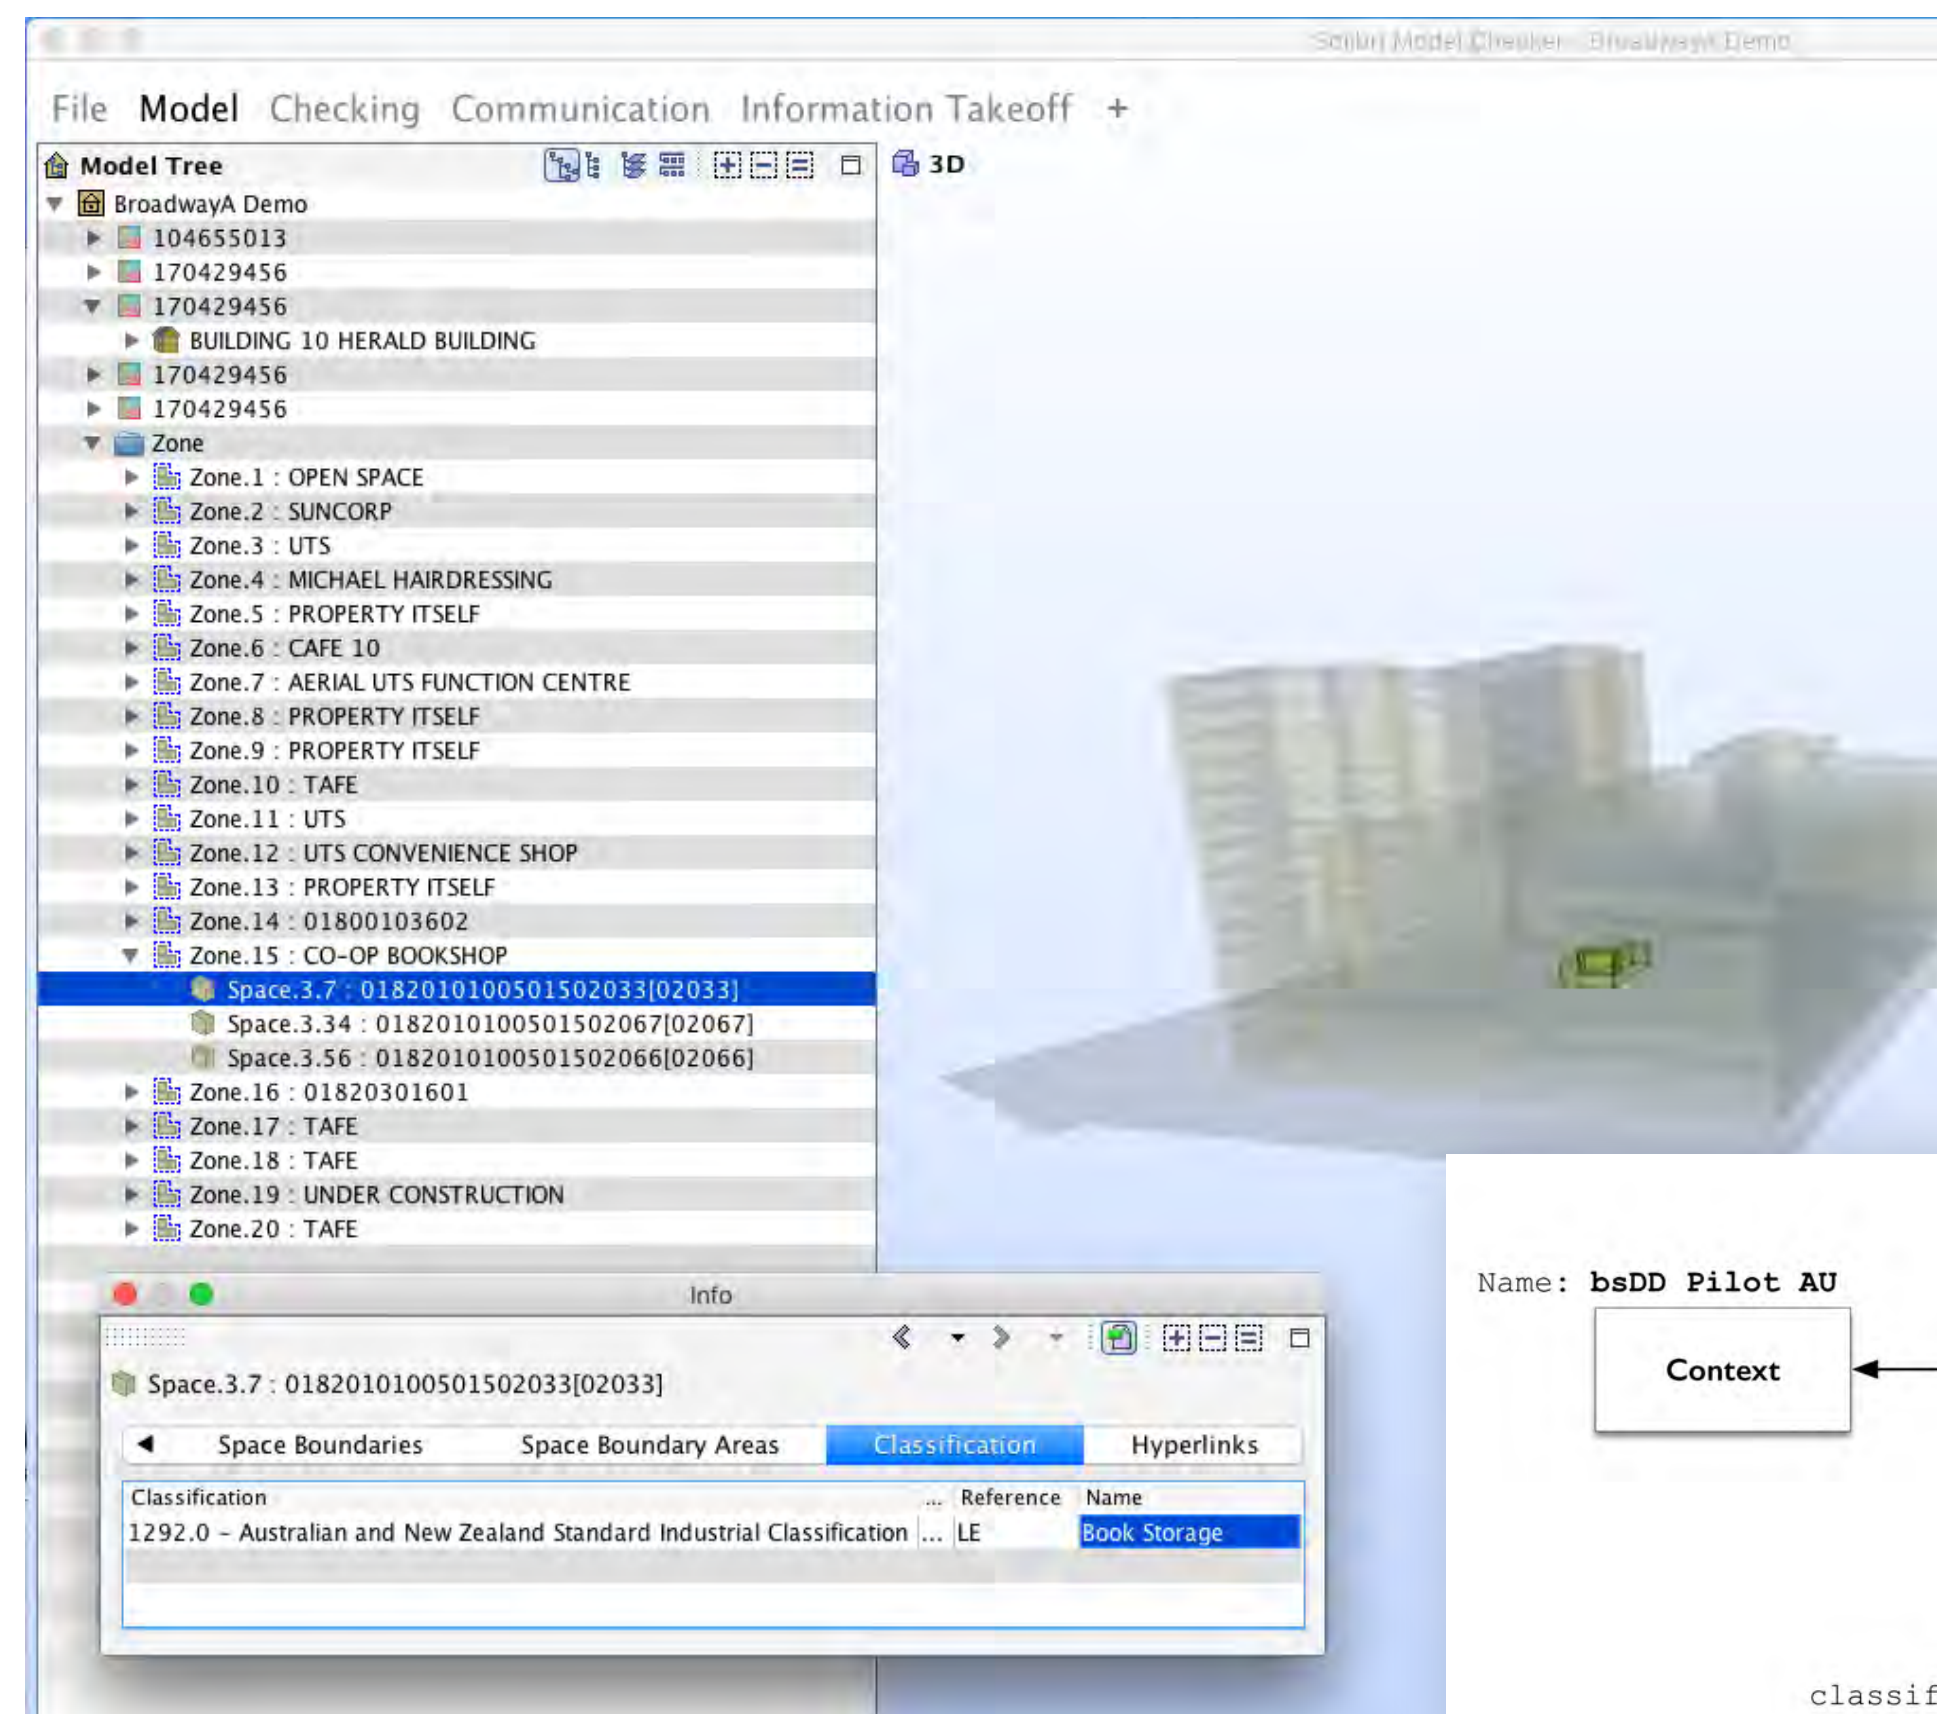 Solibri Model Checker - BroadwayA Demo
File Model Checking Communication Information Takeoff +
Model Tree
3D
BroadwayA Demo
104655013
170429456
170429456
BUILDING 10 HERALD BUILDING
170429456
170429456
Zone
Zone.1 : OPEN SPACE
Zone.2 : SUNCORP
Zone.3 : UTS
Zone.4 : MICHAEL HAIRDRESSING
Zone.5 : PROPERTY ITSELF
Zone.6 : CAFE 10
Zone.7 : AERIAL UTS FUNCTION CENTRE
Zone.8 : PROPERTY ITSELF
Zone.9 : PROPERTY ITSELF
Zone.10 : TAFE
Zone.11 : UTS
Zone.12 : UTS CONVENIENCE SHOP
Zone.13 : PROPERTY ITSELF
Zone.14 : 01800103602
Zone.15 : CO-OP BOOKSHOP
Space.3.7 : 0182010100501502033[02033]
Space.3.34 : 0182010100501502067[02067]
Space.3.56 : 0182010100501502066[02066]
Zone.16 : 01820301601
Zone.17 : TAFE
Zone.18 : TAFE
Zone.19 : UNDER CONSTRUCTION
Zone.20 : TAFE
Info
Space.3.7 : 0182010100501502033[02033]
Space Boundaries Space Boundary Areas Classification Hyperlinks
Classification ... Reference Name
1292.0 - Australian and New Zealand Standard Industrial Classification ... LE Book Storage
Name: bsDD Pilot AU
Context
classif